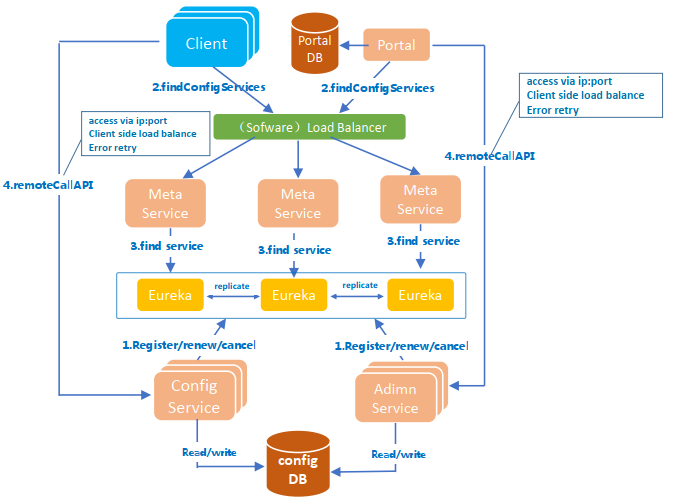 Client
Portal
DB
Portal
2.findConfigServices
2.findConfigServices
access via ip:port
Client side load balance
Error retry
access via ip:port
Client side load balance
Error retry
（Sofware）Load Balancer
4.remoteCallAPI
4.remoteCallAPI
Meta
Service
Meta
Service
Meta
Service
3.find service
3.find service
3.find service
Eureka
replicate
Eureka
replicate
Eureka
1.Register/renew/cancel
1.Register/renew/cancel
Config
Service
Adimn
Service
Read/write
Read/write
config
DB